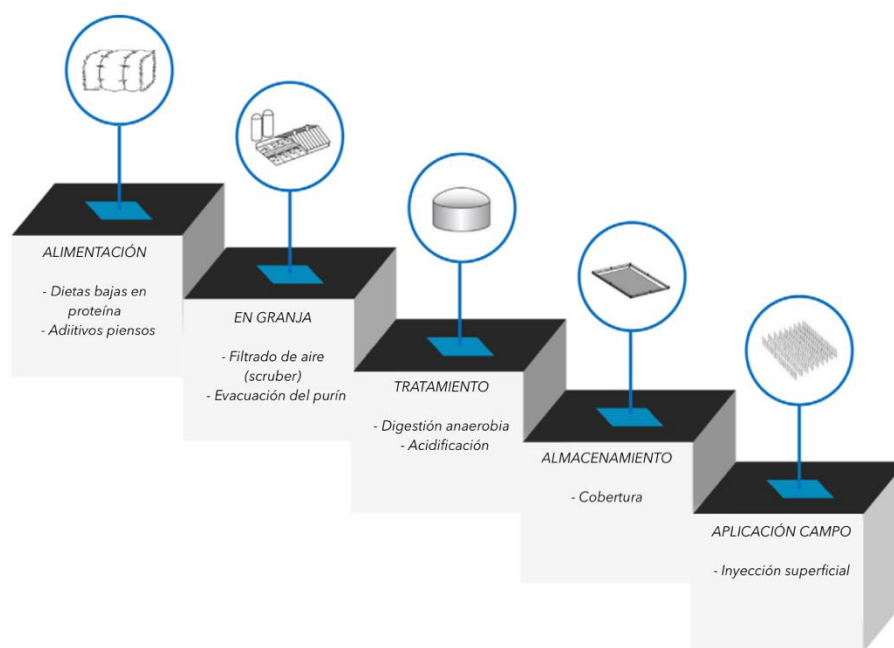 ALIMENTACIÓN
- Dietas bajas en
proteína
- Adiitivos piensos
EN GRANJA
- Filtrado de aire
(scruber)
- Evacuación del purín
TRATAMIENTO
- Digestión anaerobia
- Acidificación
ALMACENAMIENTO
- Cobertura
APLICACIÓN CAMPO
- Inyección superficial